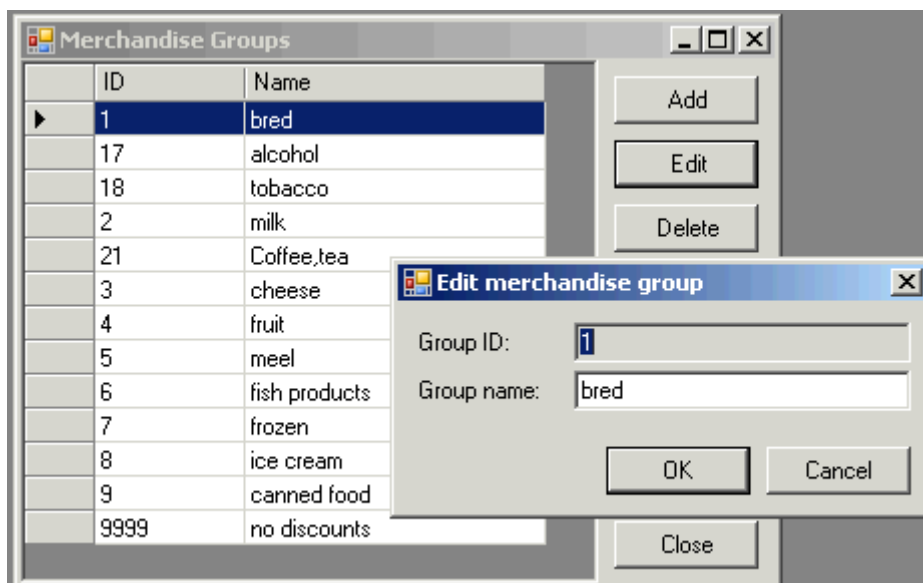 Merchandise Groups
ID Name
1 bred
17 alcohol
18 tobacco
2 milk
21 Coffee,tea
3 cheese
4 fruit
5 meel
6 fish products
7 frozen
8 ice cream
9 canned food
9999 no discounts
Add
Edit
Delete
Close
Edit merchandise group
Group ID: 1
Group name: bred
OK Cancel